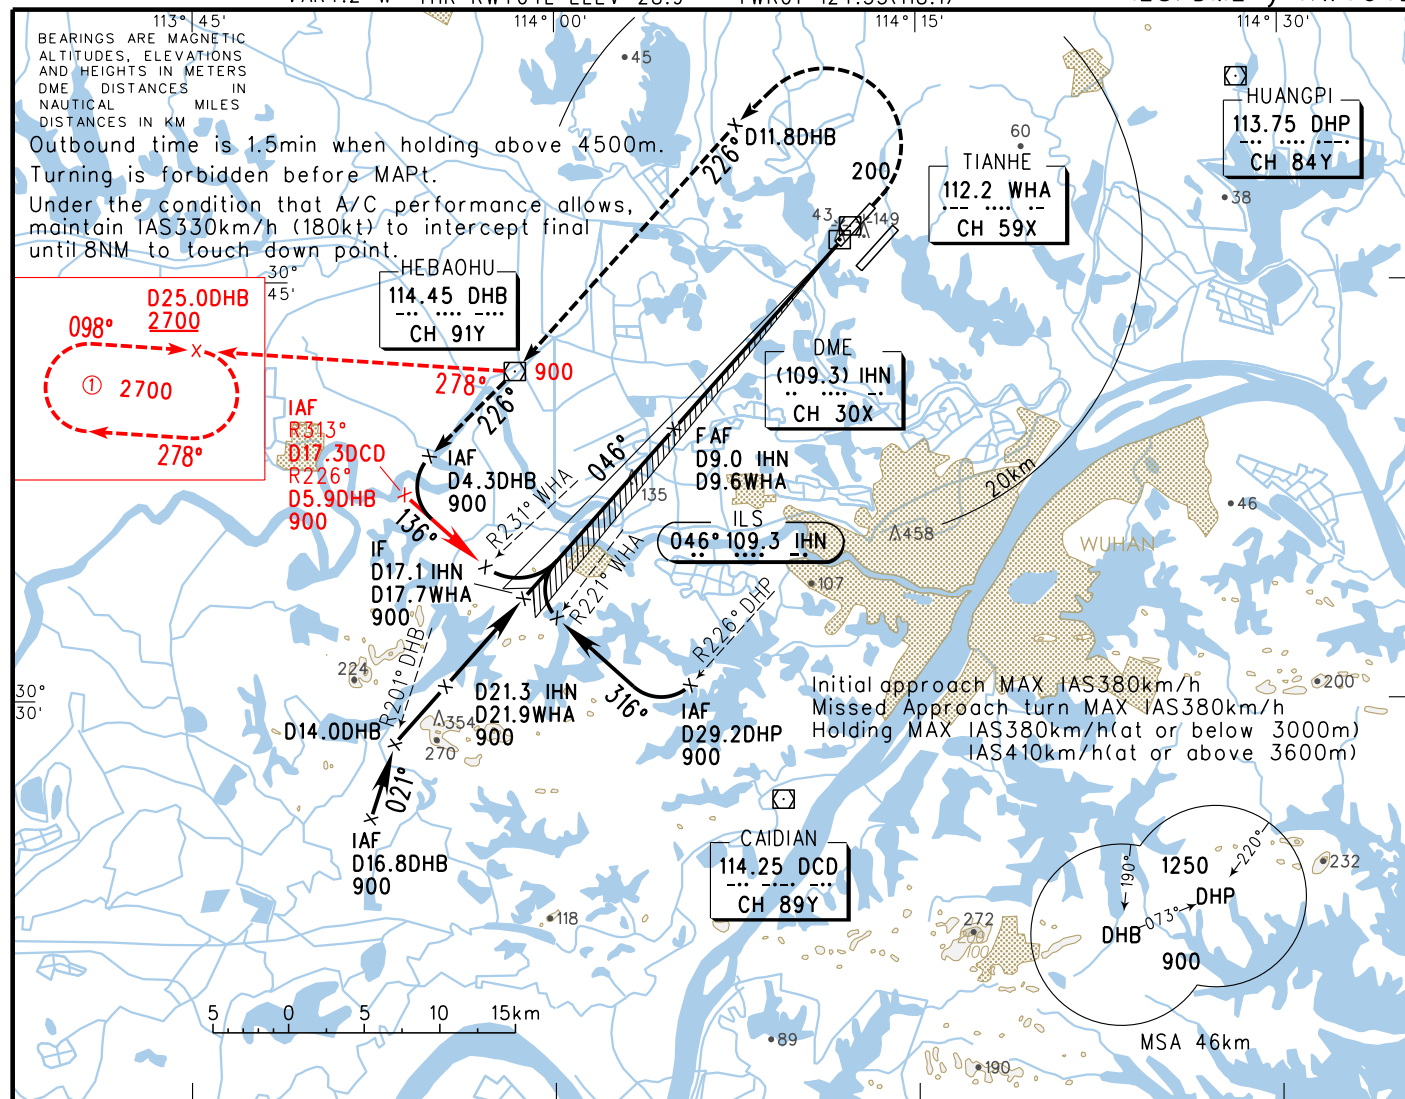 113° 45'
114° 00'
114° 15'
114° 30'
BEARINGS ARE MAGNETIC
ALTITUDES, ELEVATIONS
AND HEIGHTS IN METERS
DME DISTANCES IN
NAUTICAL MILES
DISTANCES IN KM
Outbound time is 1.5min when holding above 4500m.
Turning is forbidden before MAPt.
Under the condition that A/C performance allows,
maintain IAS330km/h (180kt) to intercept final
until 8NM to touch down point.
45
D11.8DHB
226°
200
60
TIANHE
112.2 WHA
CH 59X
HUANGPI
113.75 DHP
CH 84Y
38
43
149
30°
45'
HEBAOHU
114.45 DHB
CH 91Y
D25.0DHB
2700
098°
① 2700
278°
278°
900
226°
DME
(109.3) IHN
CH 30X
IAF
R313°
D17.3DCD
R226°
D5.9DHB
900
IAF
D4.3DHB
900
046°
FAF
D9.0 IHN
D9.6WHA
135
R231° WHA
136°
ILS
046° 109.3 IHN
20km
458
46
WUHAN
107
IF
D17.1 IHN
D17.7WHA
900
R221° WHA
R226° DHP
R201° DHB
224
30°
30'
D21.3 IHN
D21.9WHA
900
354
270
D14.0DHB
316°
IAF
D29.2DHP
900
021°
IAF
D16.8DHB
900
Initial approach MAX IAS380km/h
Missed Approach turn MAX IAS380km/h
Holding MAX IAS380km/h(at or below 3000m)
IAS410km/h(at or above 3600m)
200
CAIDIAN
114.25 DCD
CH 89Y
118
272
200
100
190°
1250
220°
DHP
073°
DHB
900
232
MSA 46km
5 0 5 10 15km
89
190